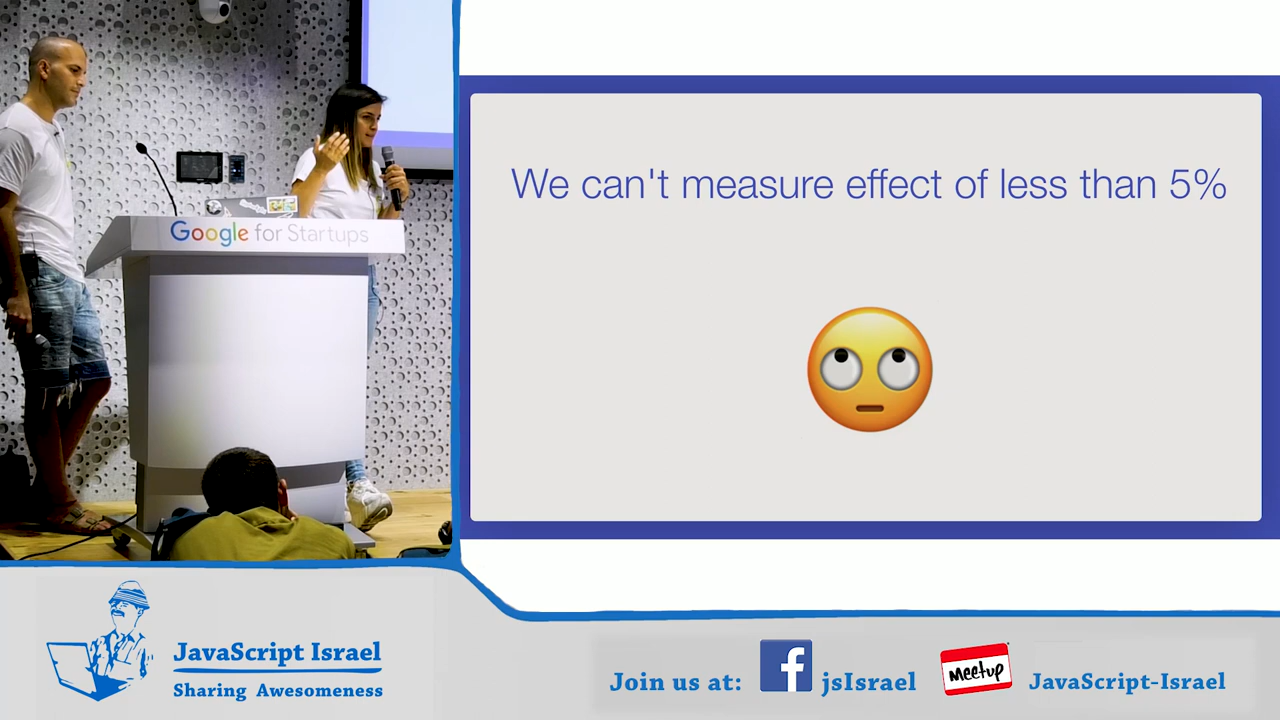 Google for Startups
We can't measure effect of less than 5%
JavaScript Israel
Sharing Awesomeness
Join us at:
f
jsIsrael
Meetup
JavaScript-Israel